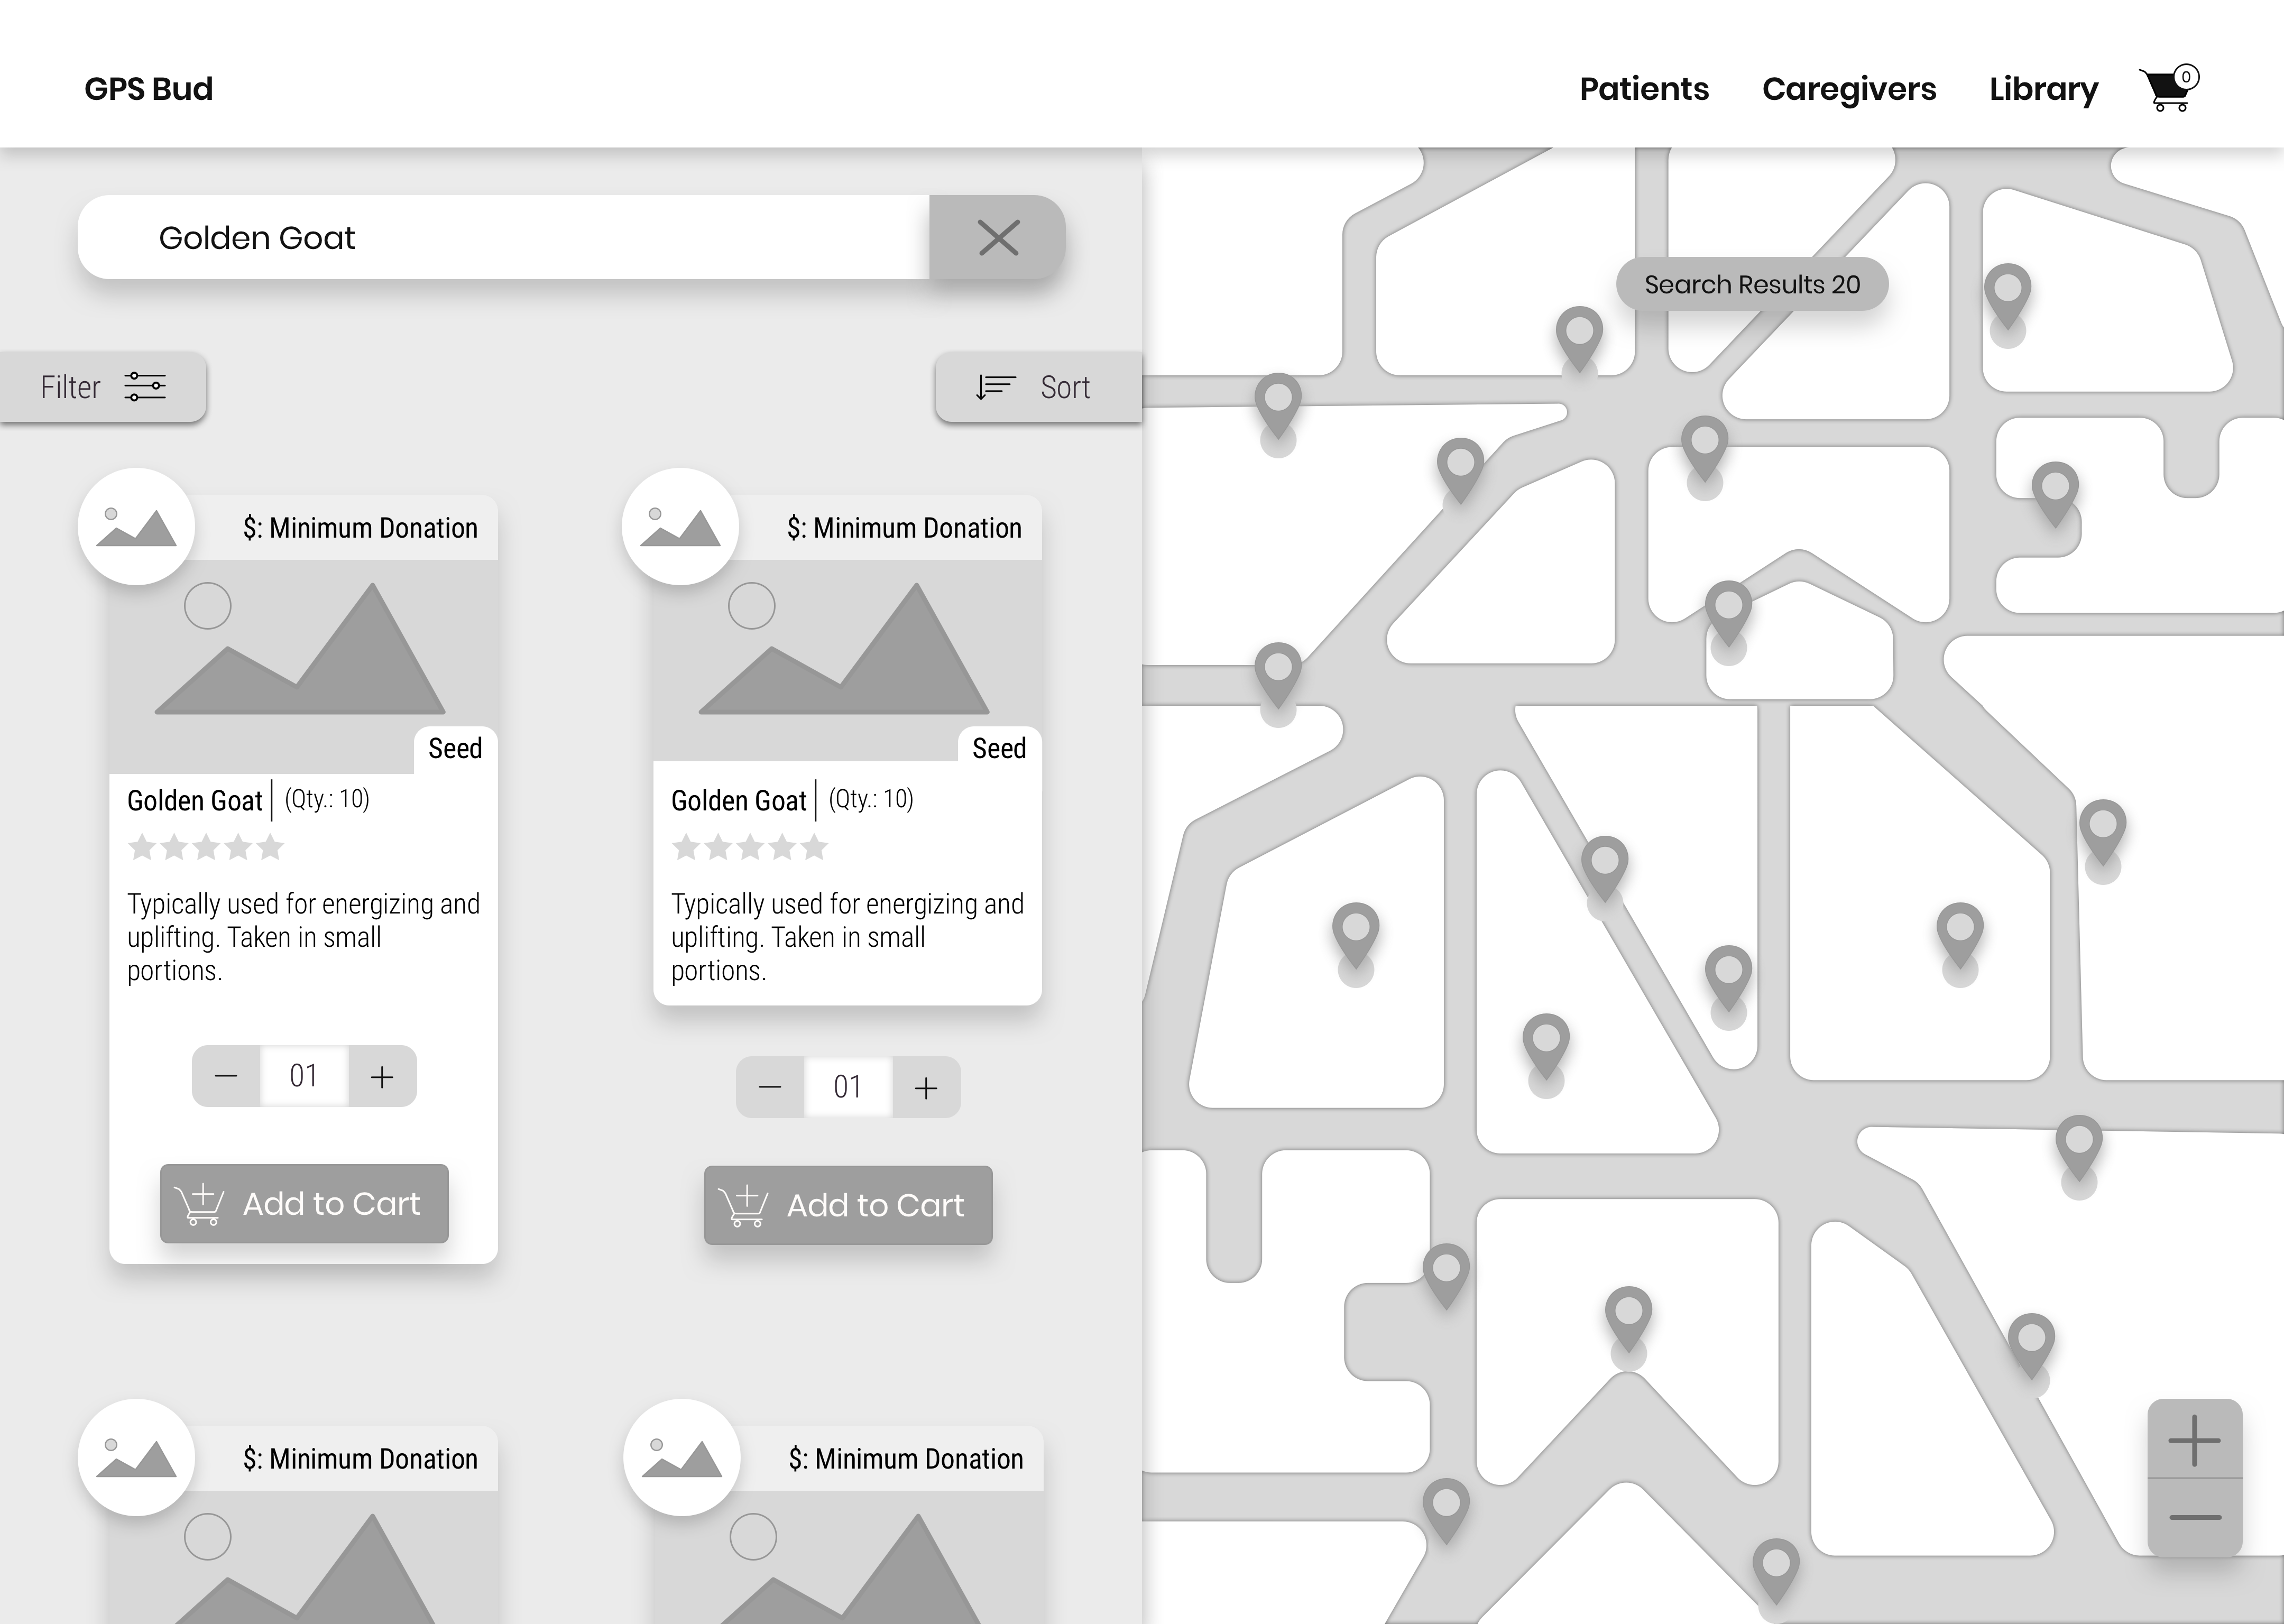 GPS Bud
Patients
Caregivers
Library
0
Golden Goat
Search Results 20
Filter
Sort
$: Minimum Donation
Seed
Golden Goat | (Qty.: 10)
Typically used for energizing and
uplifting. Taken in small
portions.
01
Add to Cart
$: Minimum Donation
Seed
Golden Goat | (Qty.: 10)
Typically used for energizing and
uplifting. Taken in small
portions.
01
Add to Cart
$: Minimum Donation
$: Minimum Donation